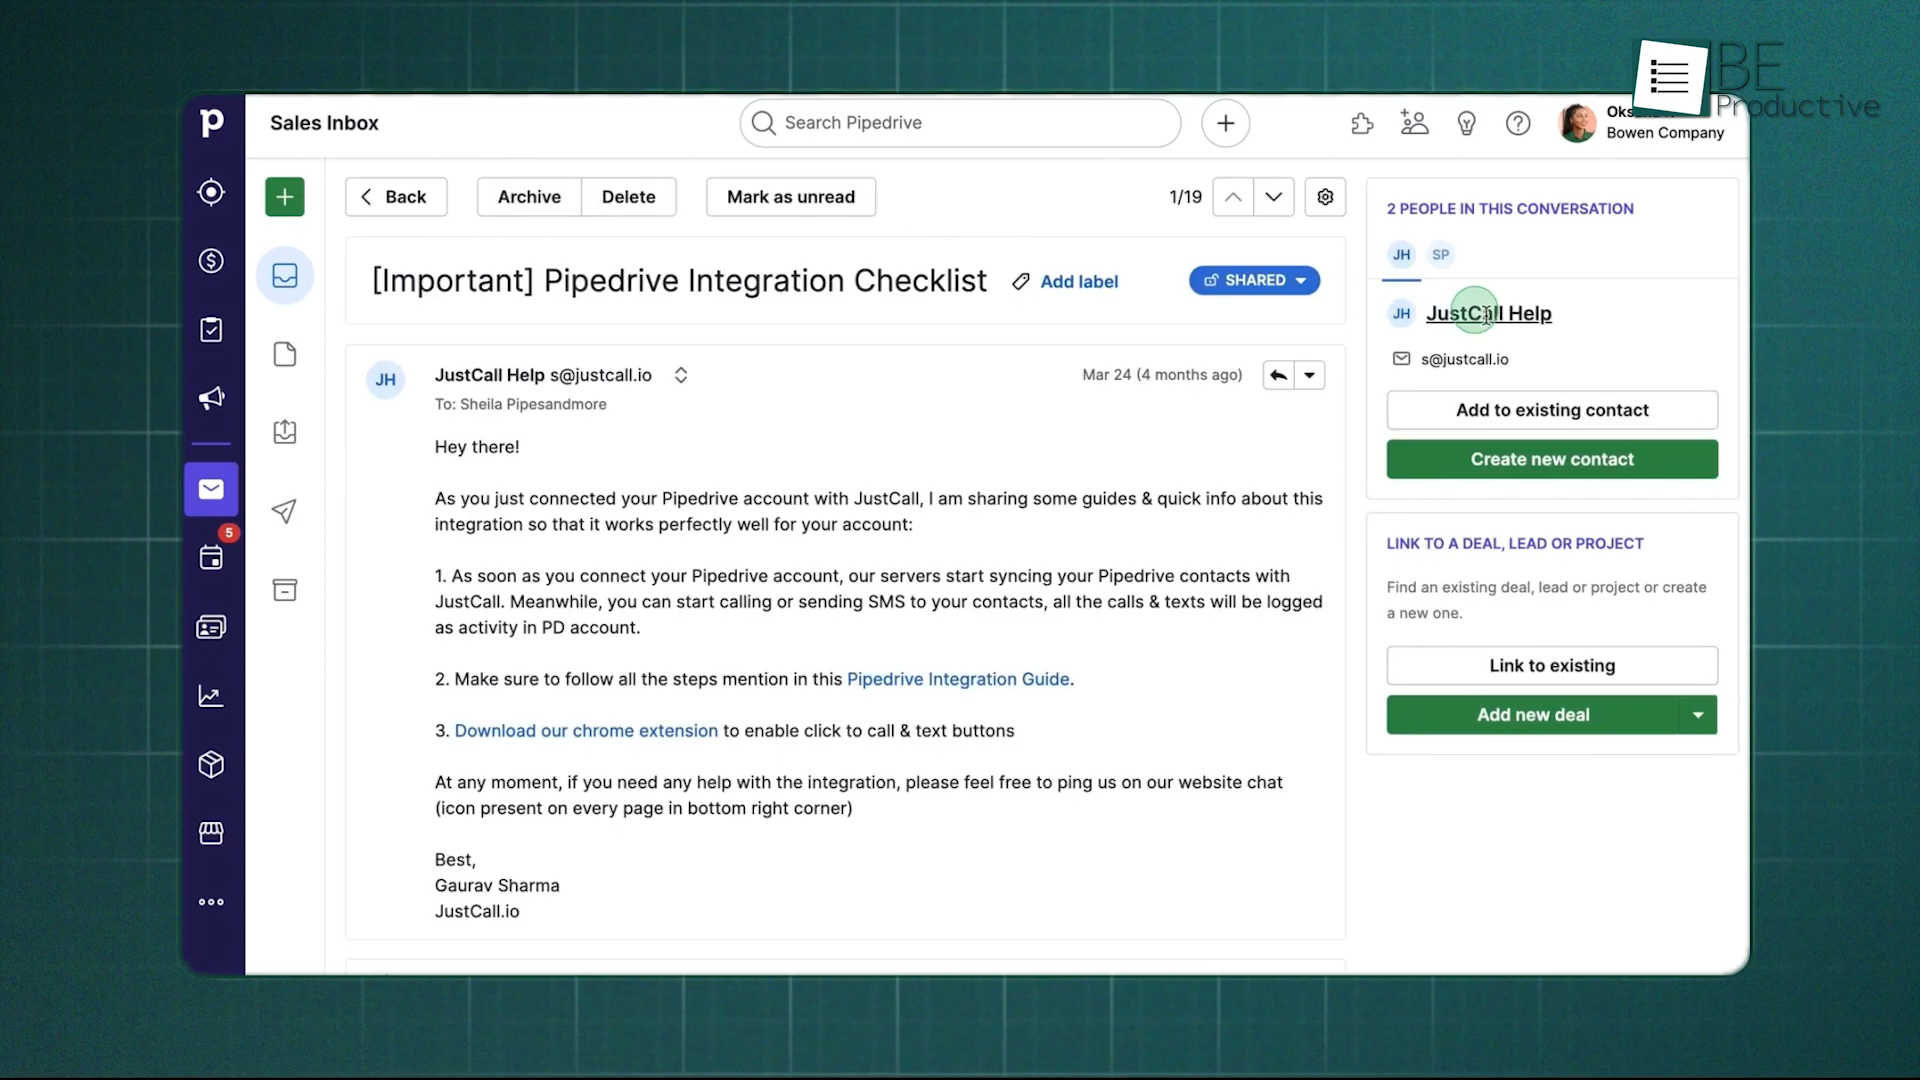 BE
Productive
p
Sales Inbox
Search Pipedrive
Bowen Company
Back
Archive
Delete
Mark as unread
1/19
[Important] Pipedrive Integration Checklist
Add label
SHARED
JH
JustCall Help s@justcall.io
Mar 24 (4 months ago)
To: Sheila Pipesandmore
Hey there!
As you just connected your Pipedrive account with JustCall, I am sharing some guides & quick info about this
integration so that it works perfectly well for your account:
1. As soon as you connect your Pipedrive account, our servers start syncing your Pipedrive contacts with
JustCall. Meanwhile, you can start calling or sending SMS to your contacts, all the calls & texts will be logged
as activity in PD account.
2. Make sure to follow all the steps mention in this Pipedrive Integration Guide.
3. Download our chrome extension to enable click to call & text buttons
At any moment, if you need any help with the integration, please feel free to ping us on our website chat
(icon present on every page in bottom right corner)
Best,
Gaurav Sharma
JustCall.io
5
2 PEOPLE IN THIS CONVERSATION
JH SP
JH JustCall Help
s@justcall.io
Add to existing contact
Create new contact
LINK TO A DEAL, LEAD OR PROJECT
Find an existing deal, lead or project or create
a new one.
Link to existing
Add new deal